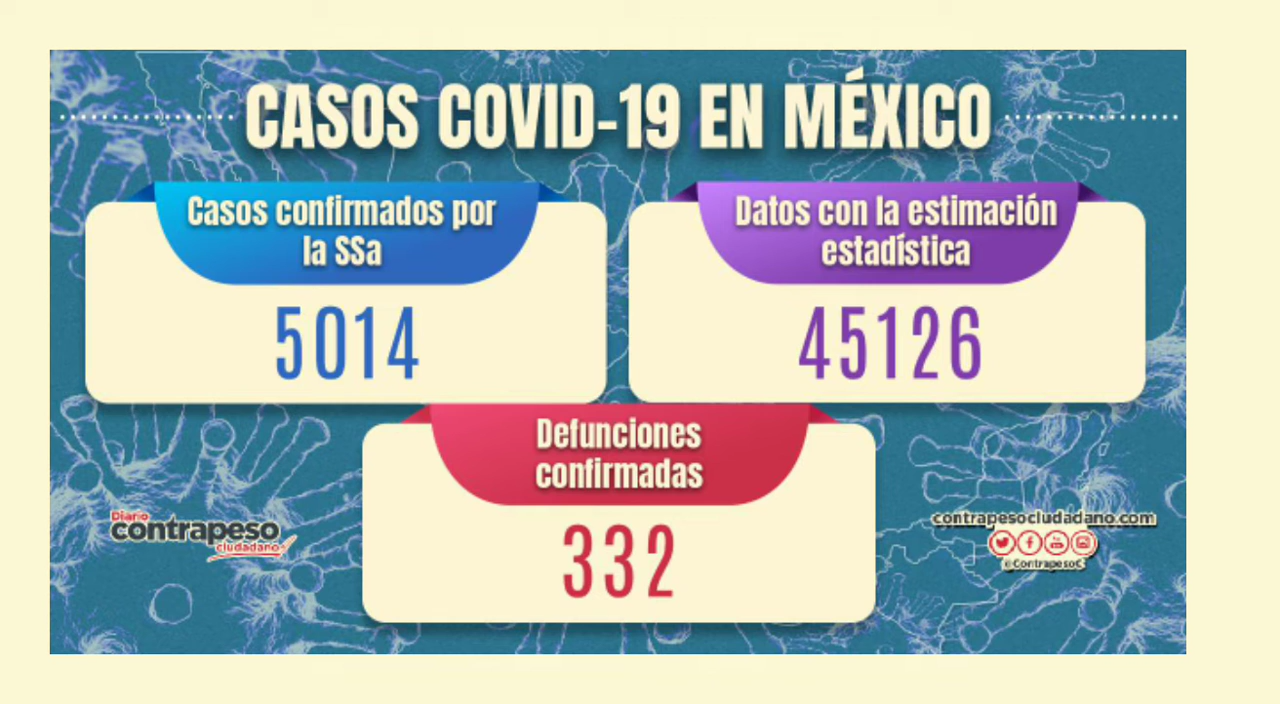 CASOS COVID-19 EN MÉXICO
Casos confirmados por
la SSa
5014
Datos con la estimación
estadística
45126
Defunciones
confirmadas
332
Diario
contrapeso
ciudadano
contrapesociudadano.com
@ContrapesoC